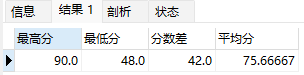 信息 结果 1 剖析 状态
最高分 最低分 分数差 平均分
90.0 48.0 42.0 75.66667